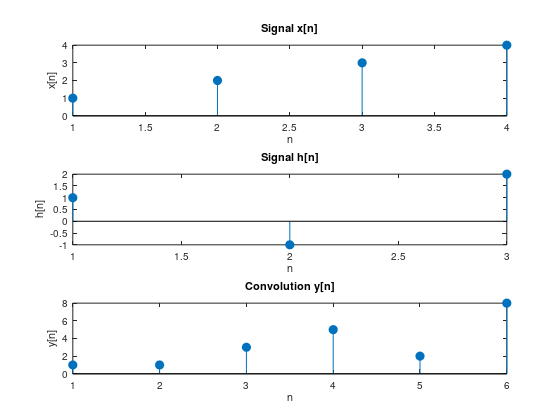 Signal x[n]
4
3
2
1
0
x[n]
1 1.5 2 2.5 3 3.5 4
n
Signal h[n]
2
1.5
1
0.5
0
-0.5
-1
h[n]
1 1.5 2 2.5 3
n
Convolution y[n]
8
6
4
2
0
y[n]
1 2 3 4 5 6
n